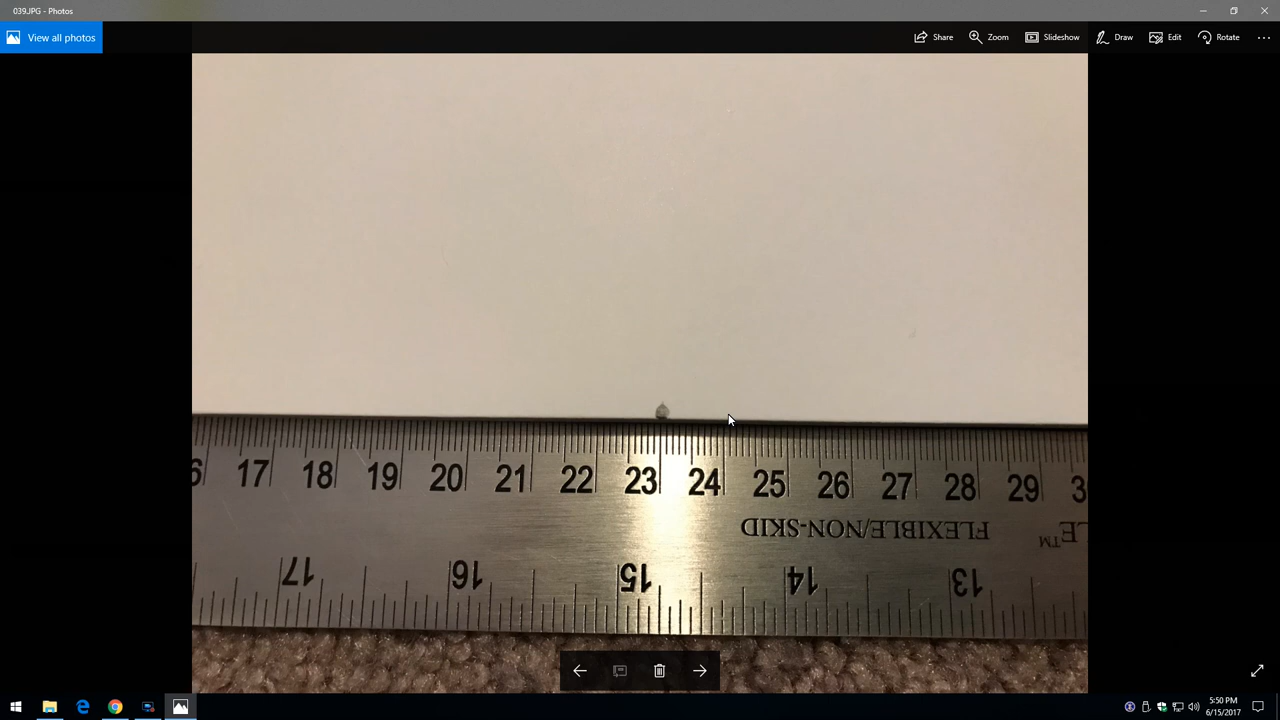 039.JPG - Photos
View all photos
Share
Zoom
Slideshow
Draw
Edit
Rotate
17 18 19 20 21 22 23 24 25 26 27 28 29
FLEXIBLE/NON-SKID
TM
17 16 15 14 13
5:50 PM
6/15/2017